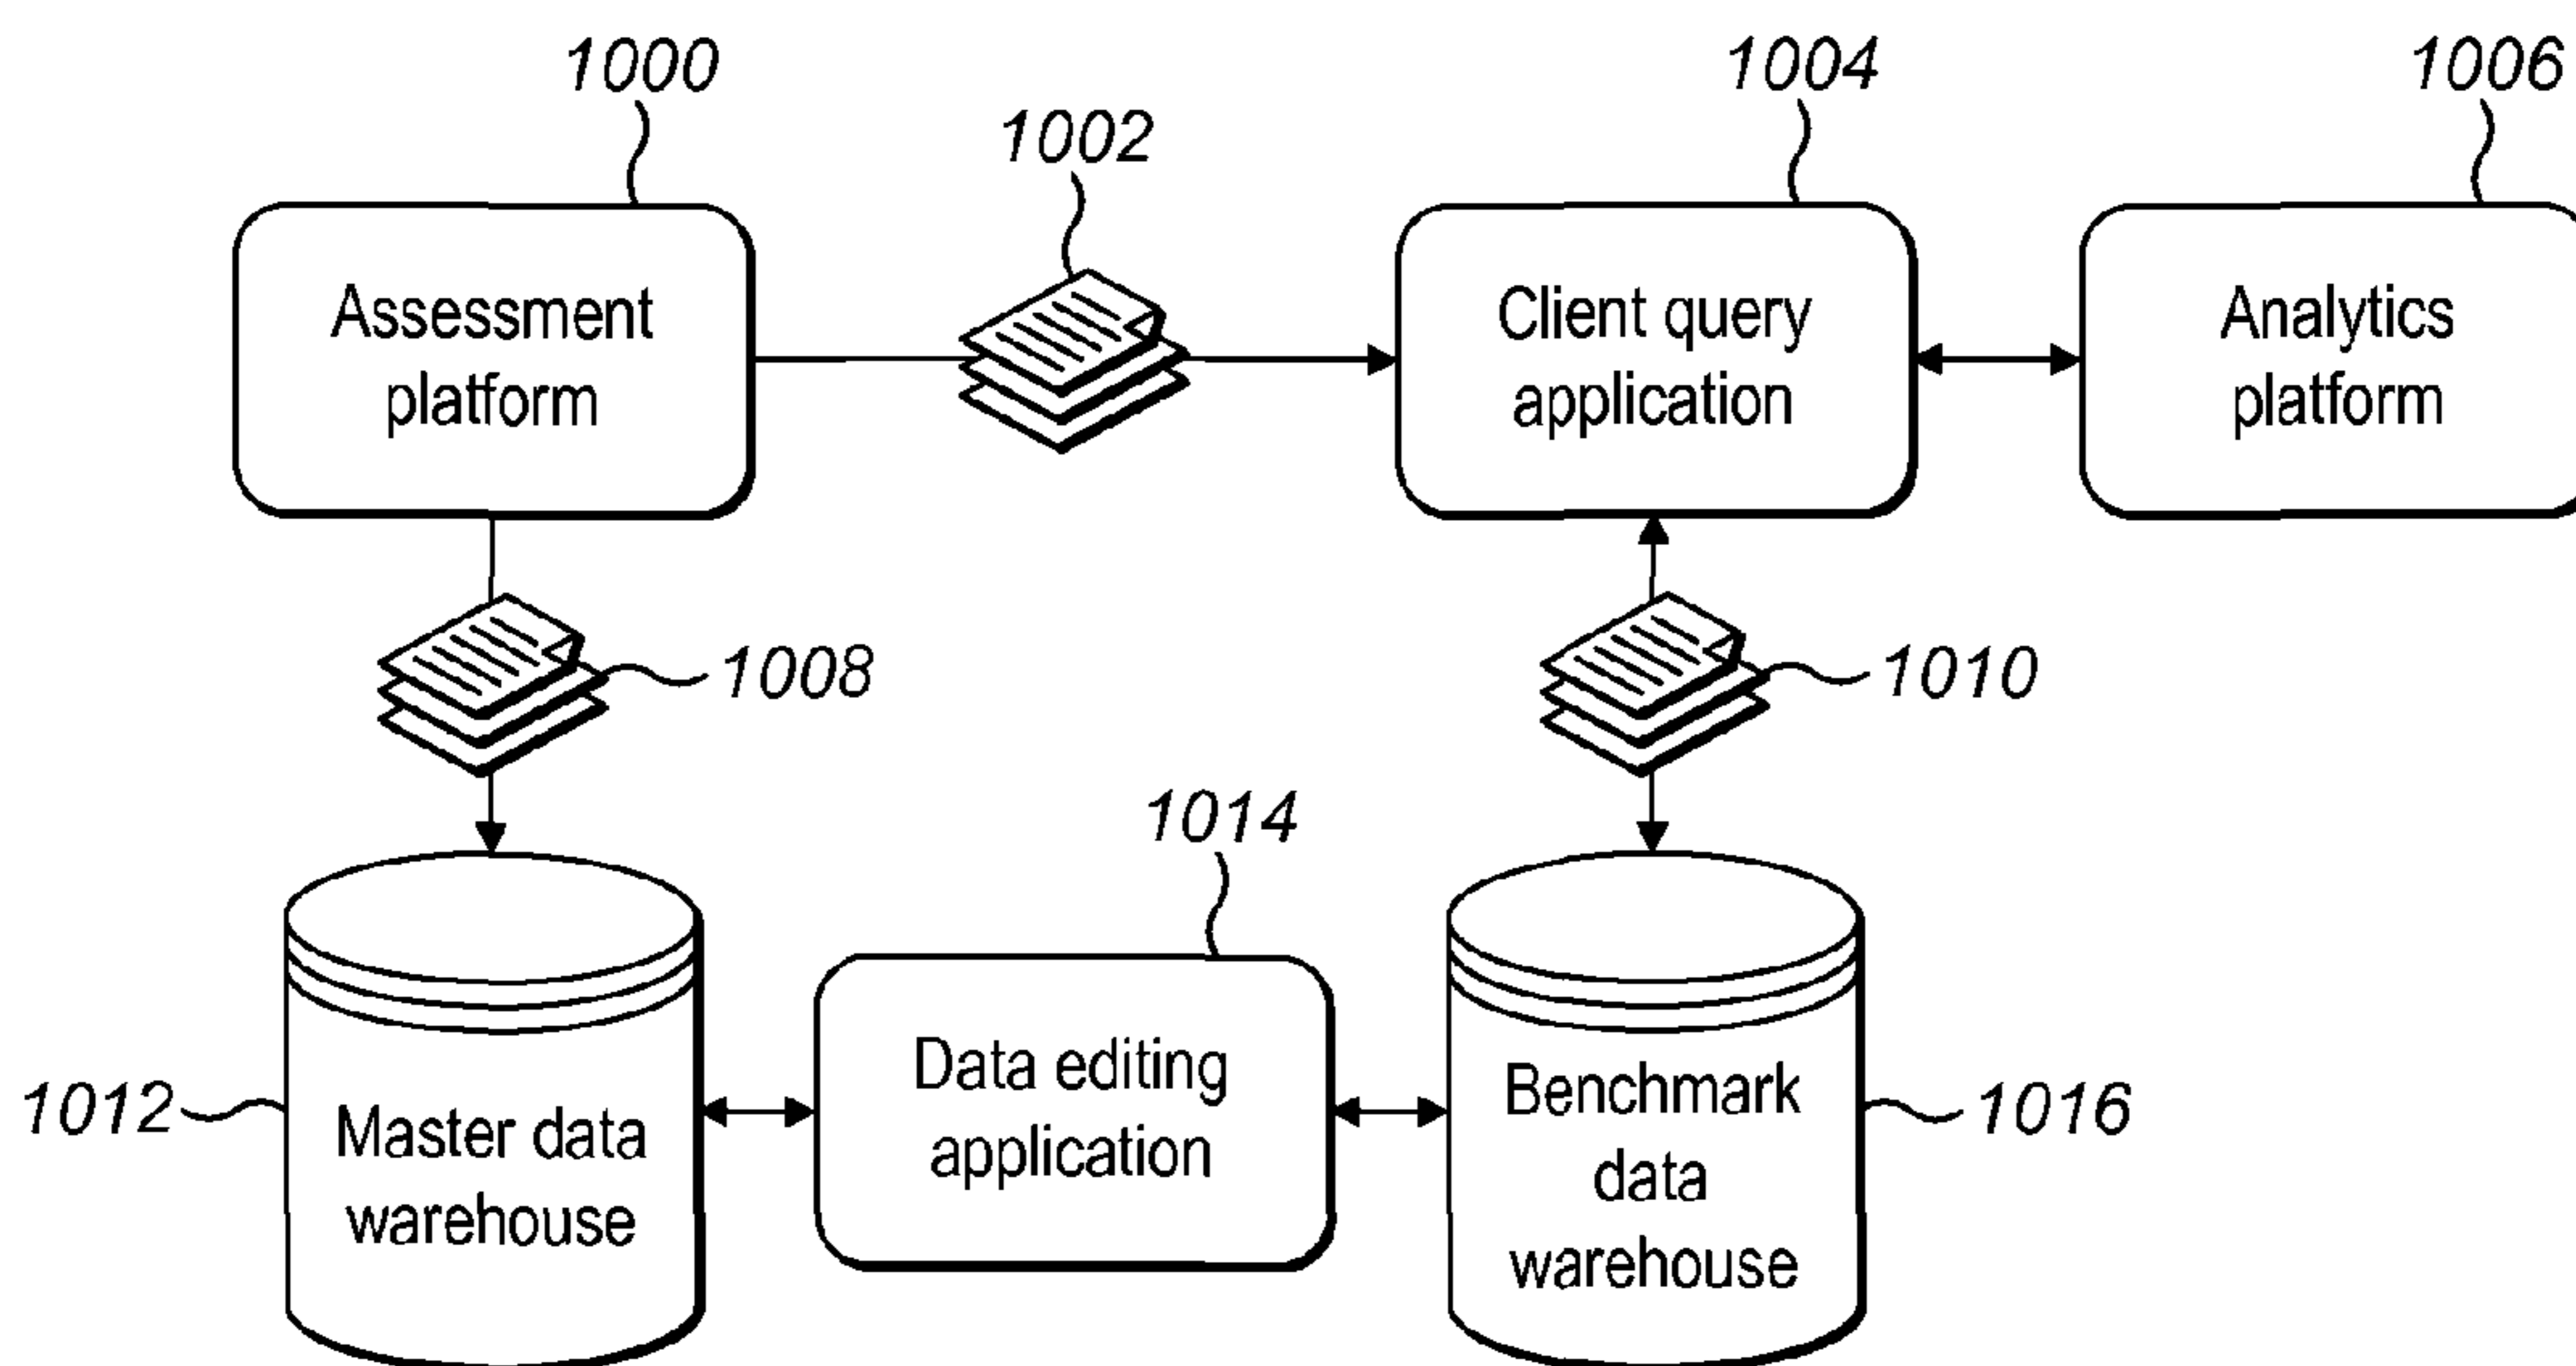 1000
1002
1004
1006
Assessment
platform
Client query
application
Analytics
platform
1008
1010
1012
1014
1016
Master data
warehouse
Data editing
application
Benchmark
data
warehouse